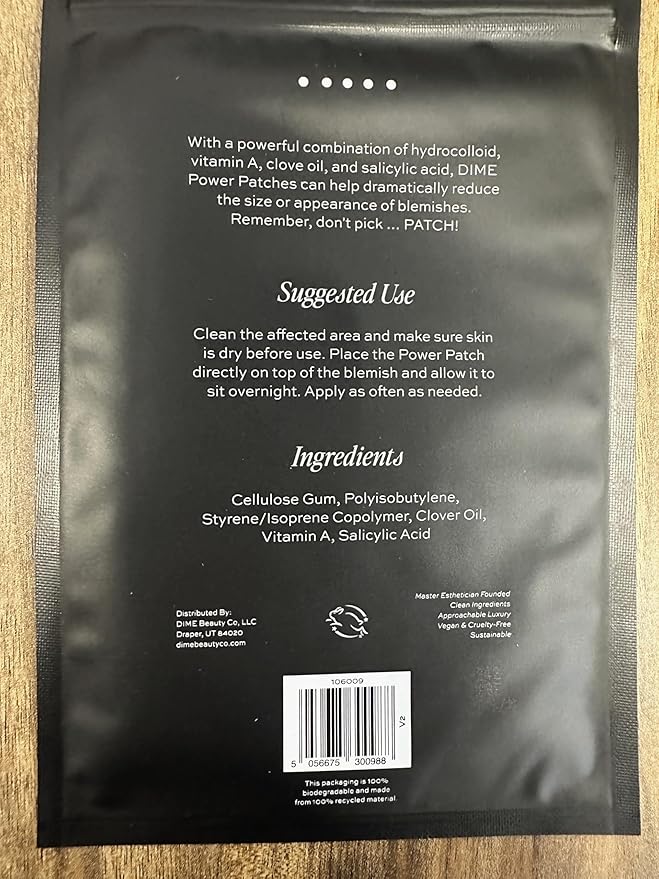 With a powerful combination of hydrocolloid,
vitamin A, clove oil, and salicylic acid, DIME
Power Patches can help dramatically reduce
the size or appearance of blemishes.
Remember, don't pick ... PATCH!
Suggested Use
Clean the affected area and make sure skin
is dry before use. Place the Power Patch
directly on top of the blemish and allow it to
sit overnight. Apply as often as needed.
Ingredients
Cellulose Gum, Polyisobutylene,
Styrene/Isoprene Copolymer, Clover Oil,
Vitamin A, Salicylic Acid
Distributed By:
DIME Beauty Co, LLC
Draper, UT 84020
dimebeautyco.com
Master Esthetician Founded
Clean Ingredients
Approachable Luxury
Vegan & Cruelty-Free
Sustainable
106009
V2
5 056675 300988
This packaging is 100%
biodegradable and made
from 100% recycled material.